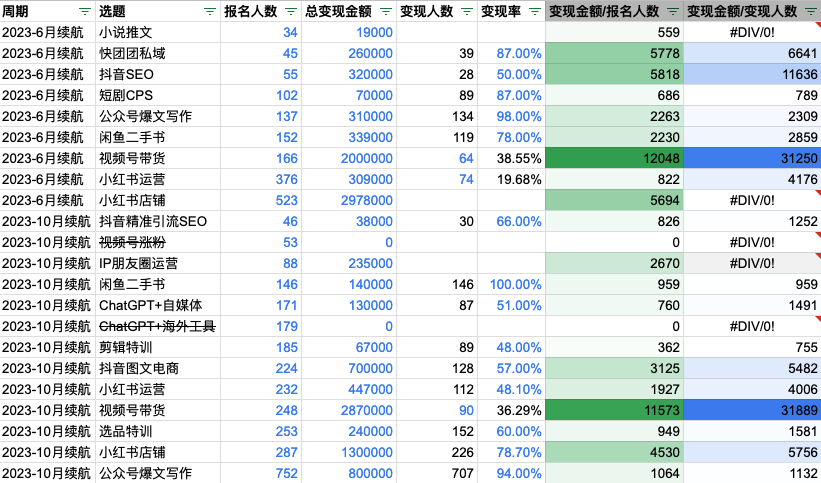 周期 选题 报名人数 总变现金额 变现人数 变现率 变现金额/报名人数 变现金额/变现人数
2023-6月续航 小说推文 34 19000 559 #DIV/0!
2023-6月续航 快团团私域 45 260000 39 87.00% 5778 6641
2023-6月续航 抖音SEO 55 320000 28 50.00% 5818 11636
2023-6月续航 短剧CPS 102 70000 89 87.00% 686 789
2023-6月续航 公众号爆文写作 137 310000 134 98.00% 2263 2309
2023-6月续航 闲鱼二手书 152 339000 119 78.00% 2230 2859
2023-6月续航 视频号带货 166 2000000 64 38.55% 12048 31250
2023-6月续航 小红书运营 376 309000 74 19.68% 822 4176
2023-6月续航 小红书店铺 523 2978000 5694 #DIV/0!
2023-10月续航 抖音精准引流SEO 46 38000 30 66.00% 826 1252
2023-10月续航 视频号涨粉 53 0 0 #DIV/0!
2023-10月续航 IP朋友圈运营 88 235000 2670 #DIV/0!
2023-10月续航 闲鱼二手书 146 140000 146 100.00% 959 959
2023-10月续航 ChatGPT+自媒体 171 130000 87 51.00% 760 1491
2023-10月续航 ChatGPT+海外工具 179 0 0 #DIV/0!
2023-10月续航 剪辑特训 185 67000 89 48.00% 362 755
2023-10月续航 抖音图文电商 224 700000 128 57.00% 3125 5482
2023-10月续航 小红书运营 232 447000 112 48.10% 1927 4006
2023-10月续航 视频号带货 248 2870000 90 36.29% 11573 31889
2023-10月续航 选品特训 253 240000 152 60.00% 949 1581
2023-10月续航 小红书店铺 287 1300000 226 78.70% 4530 5756
2023-10月续航 公众号爆文写作 752 800000 707 94.00% 1064 1132